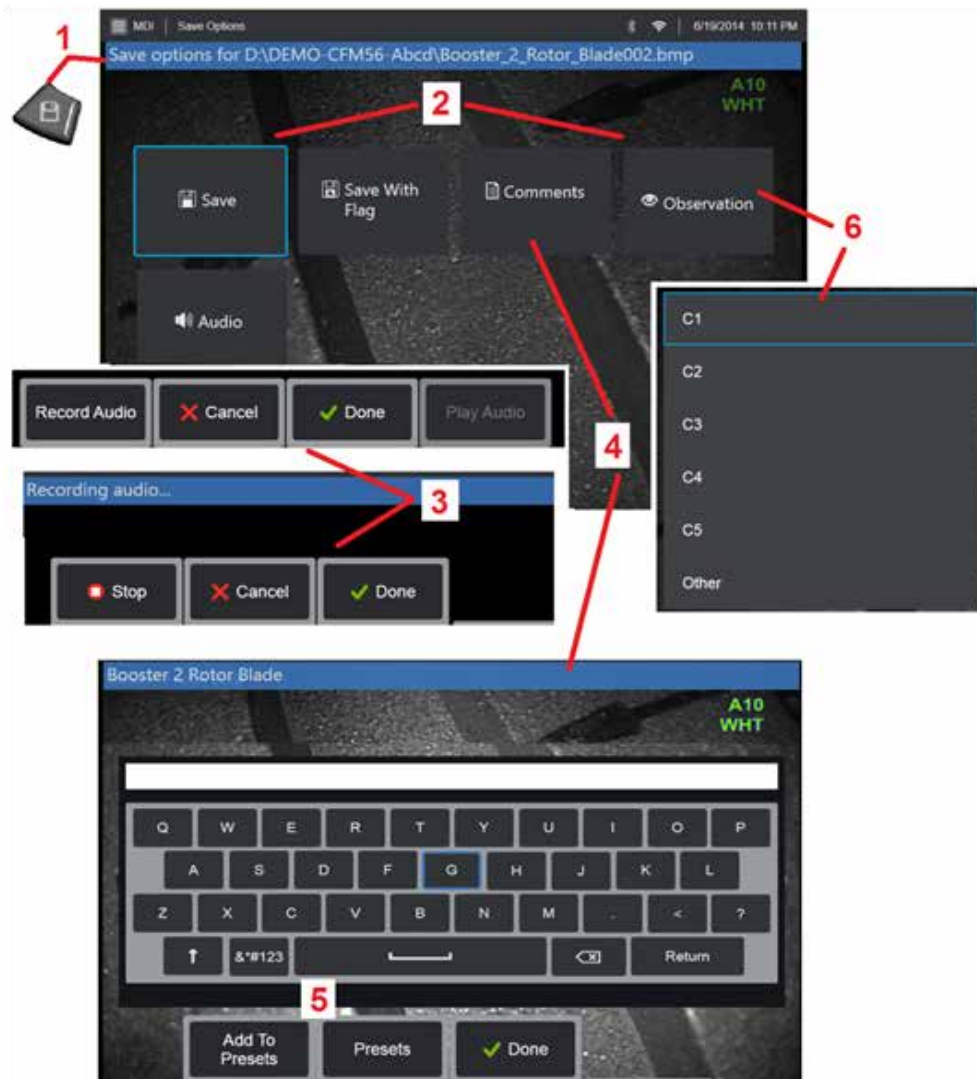 1
MDI | Save Options 6/19/2014 10:11 PM
Save options for D:\DEMO-CFM56-Abcd\Booster_2_Rotor_Blade002.bmp
A10
WHT
2
Save
Save With
Flag
Comments
Observation
6
Audio
C1
C2
C3
C4
C5
Other
Record Audio Cancel Done Play Audio
4
3
Recording audio...
Stop Cancel Done
Booster 2 Rotor Blade
A10
WHT
Q W E R T Y U I O P
A S D F G H J K L
Z X C V B N M . < ?
↑ &*#123 Return
5
Add To
Presets
Presets
Done